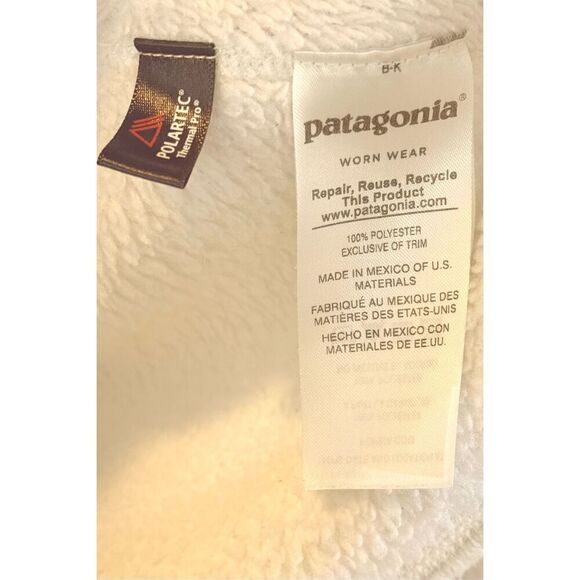 POLARTEC®
Thermal Pro®
B-K
patagonia®
WORN WEAR
Repair, Reuse, Recycle
This Product
www.patagonia.com
100% POLYESTER
EXCLUSIVE OF TRIM
MADE IN MEXICO OF U.S.
MATERIALS
FABRIQUÉ AU MEXIQUE DES
MATIÈRES DES ETATS-UNIS
HECHO EN MEXICO CON
MATERIALES DE EE.UU.